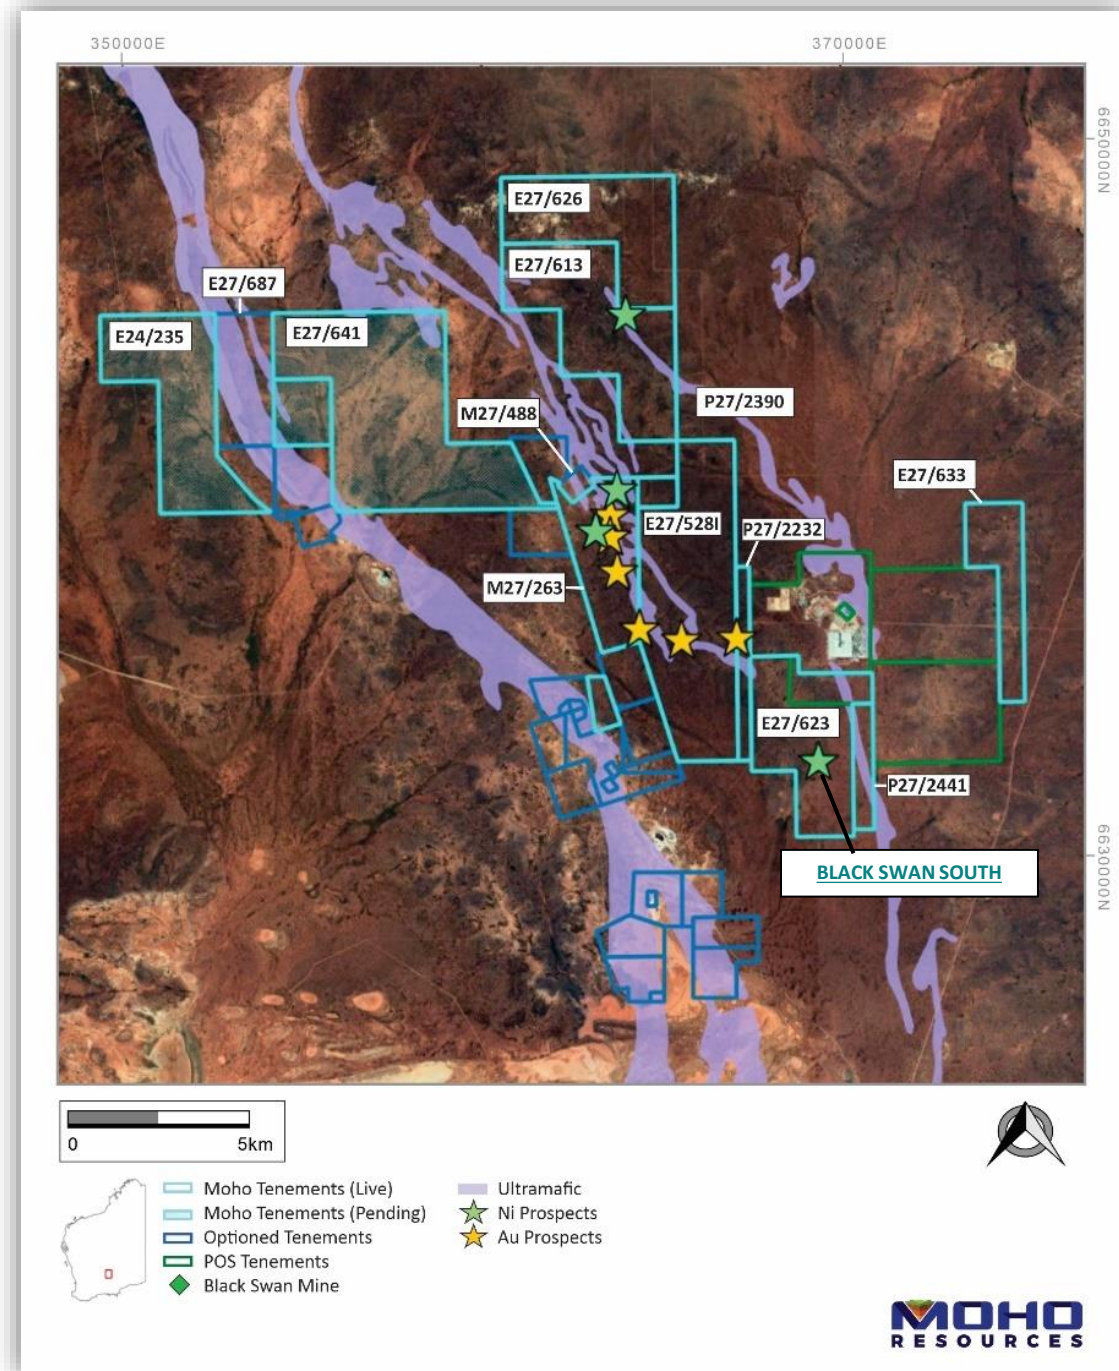 350000E
370000E
6650000N
E27/626
E27/613
E27/687
E24/235
E27/641
P27/2390
M27/488
E27/633
E27/528I
P27/2232
M27/263
E27/623
P27/2441
BLACK SWAN SOUTH
6630000N
0 5km
Moho Tenements (Live)
Moho Tenements (Pending)
Optioned Tenements
POS Tenements
Black Swan Mine
Ultramafic
Ni Prospects
Au Prospects
MOHO
RESOURCES